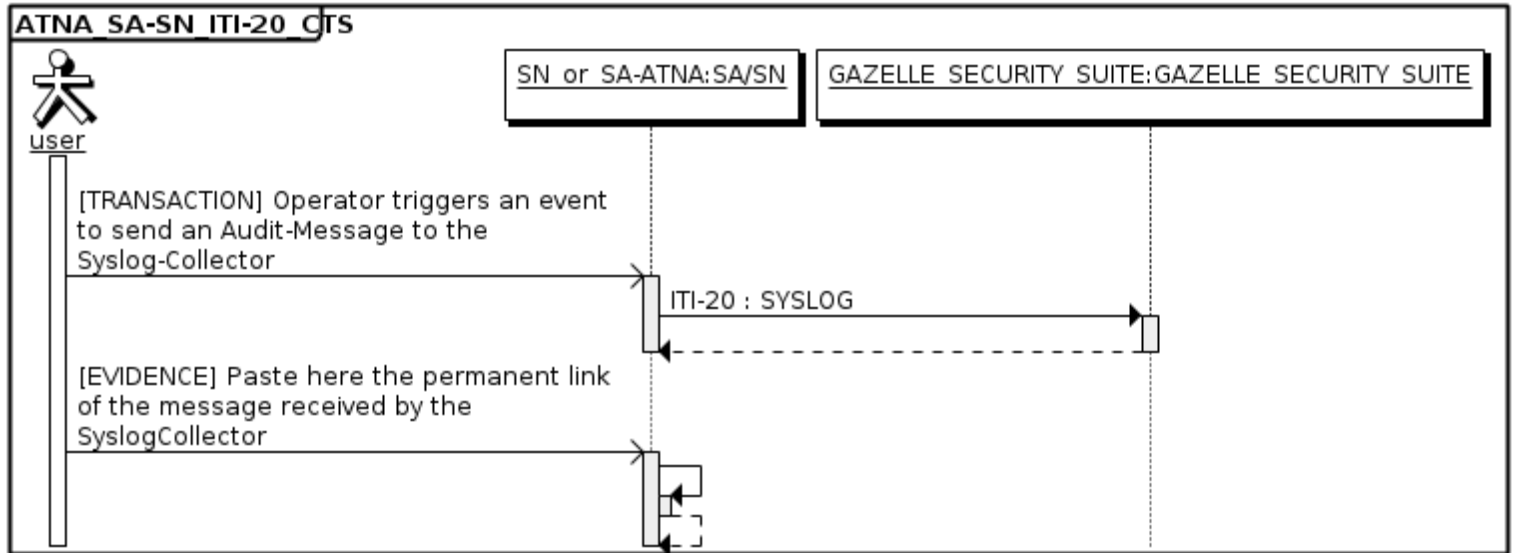 ATNA_SA-SN_ITI-20_CTS
SN_or_SA-ATNA:SA/SN
GAZELLE_SECURITY_SUITE:GAZELLE_SECURITY_SUITE
user
[TRANSACTION] Operator triggers an event
to send an Audit-Message to the
Syslog-Collector
ITI-20 : SYSLOG
[EVIDENCE] Paste here the permanent link
of the message received by the
SyslogCollector